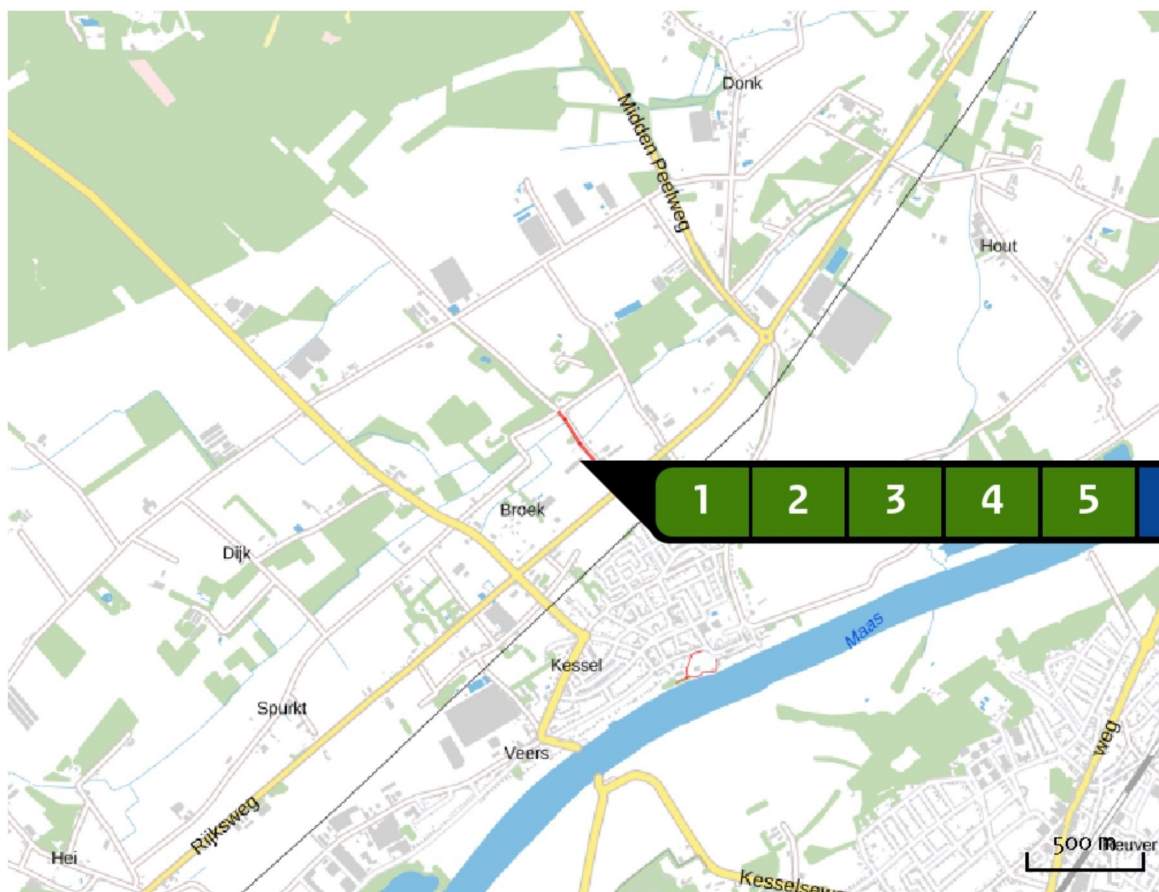 Donk
Midden Peelweg
Hout
1 2 3 4 5
Broek
Dijk
Maas
Kessel
Spurkt
Veers
weg
Rijksweg
500 m
Reuver
Hei